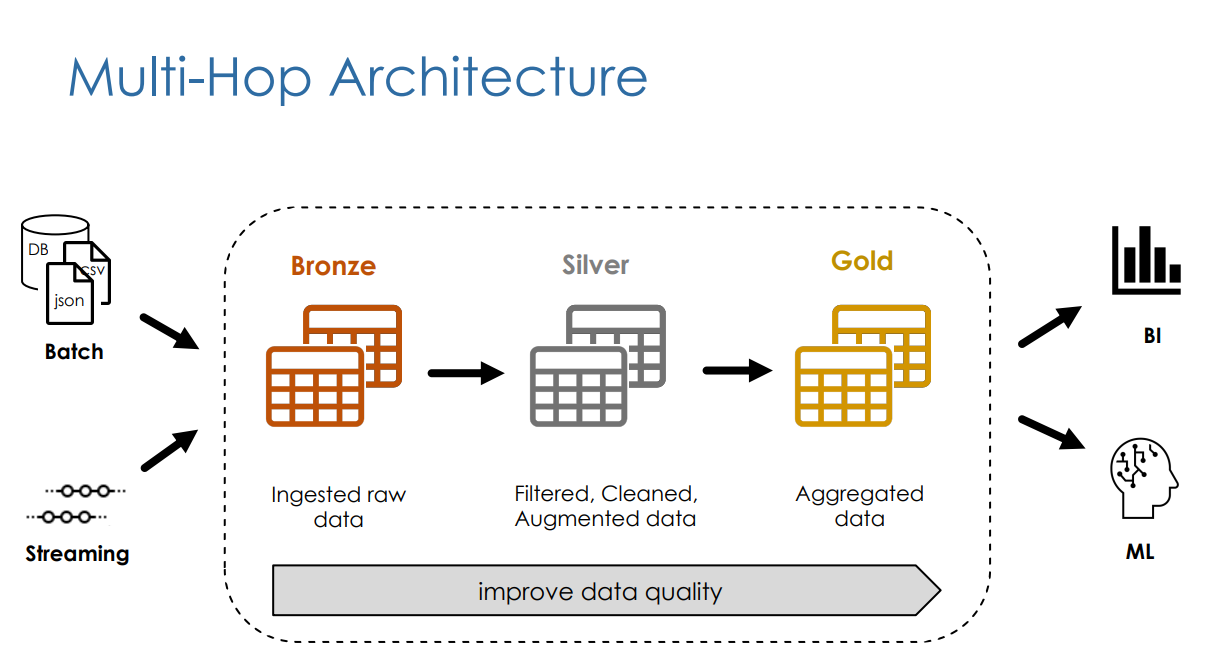 Multi-Hop Architecture
DB
csv
json
Batch
Streaming
Bronze
Silver
Gold
Ingested raw
data
Filtered, Cleaned,
Augmented data
Aggregated
data
improve data quality
BI
ML